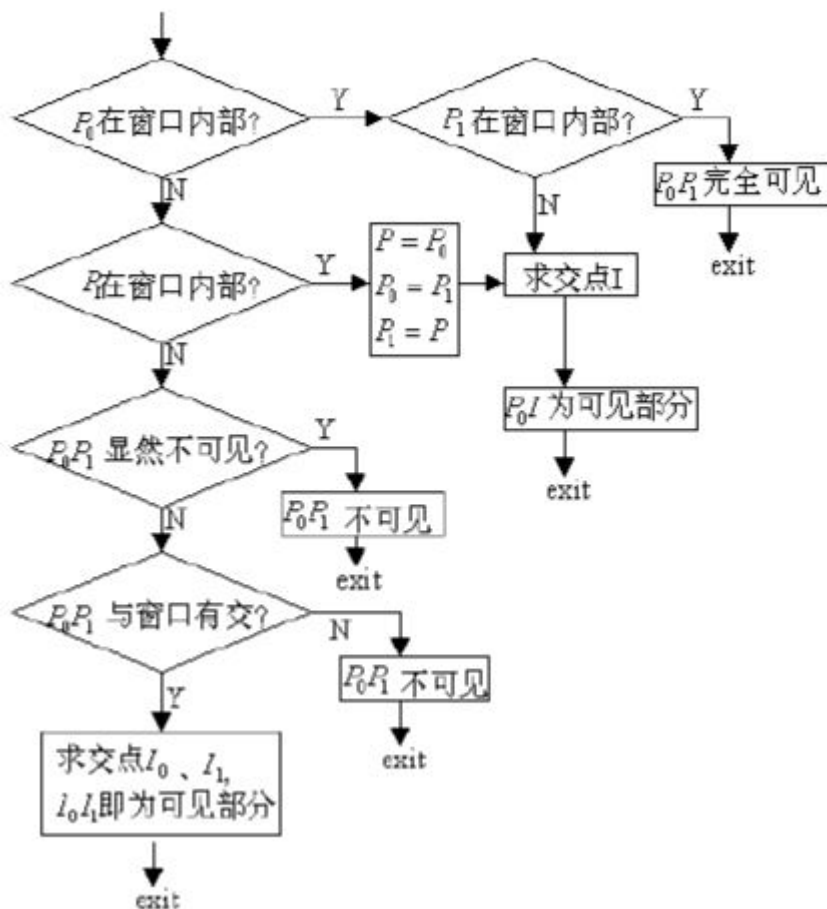 P₀在窗口内部?
Y
P₁在窗口内部?
Y
P₀P₁完全可见
exit
N
N
P₁在窗口内部?
Y
P = P₀
P₀ = P₁
P₁ = P
求交点I
P₀I 为可见部分
exit
N
P₀P₁ 显然不可见?
Y
P₀P₁ 不可见
exit
N
P₀P₁ 与窗口有交?
N
P₀P₁ 不可见
exit
Y
求交点I₀、I₁,
I₀I₁即为可见部分
exit